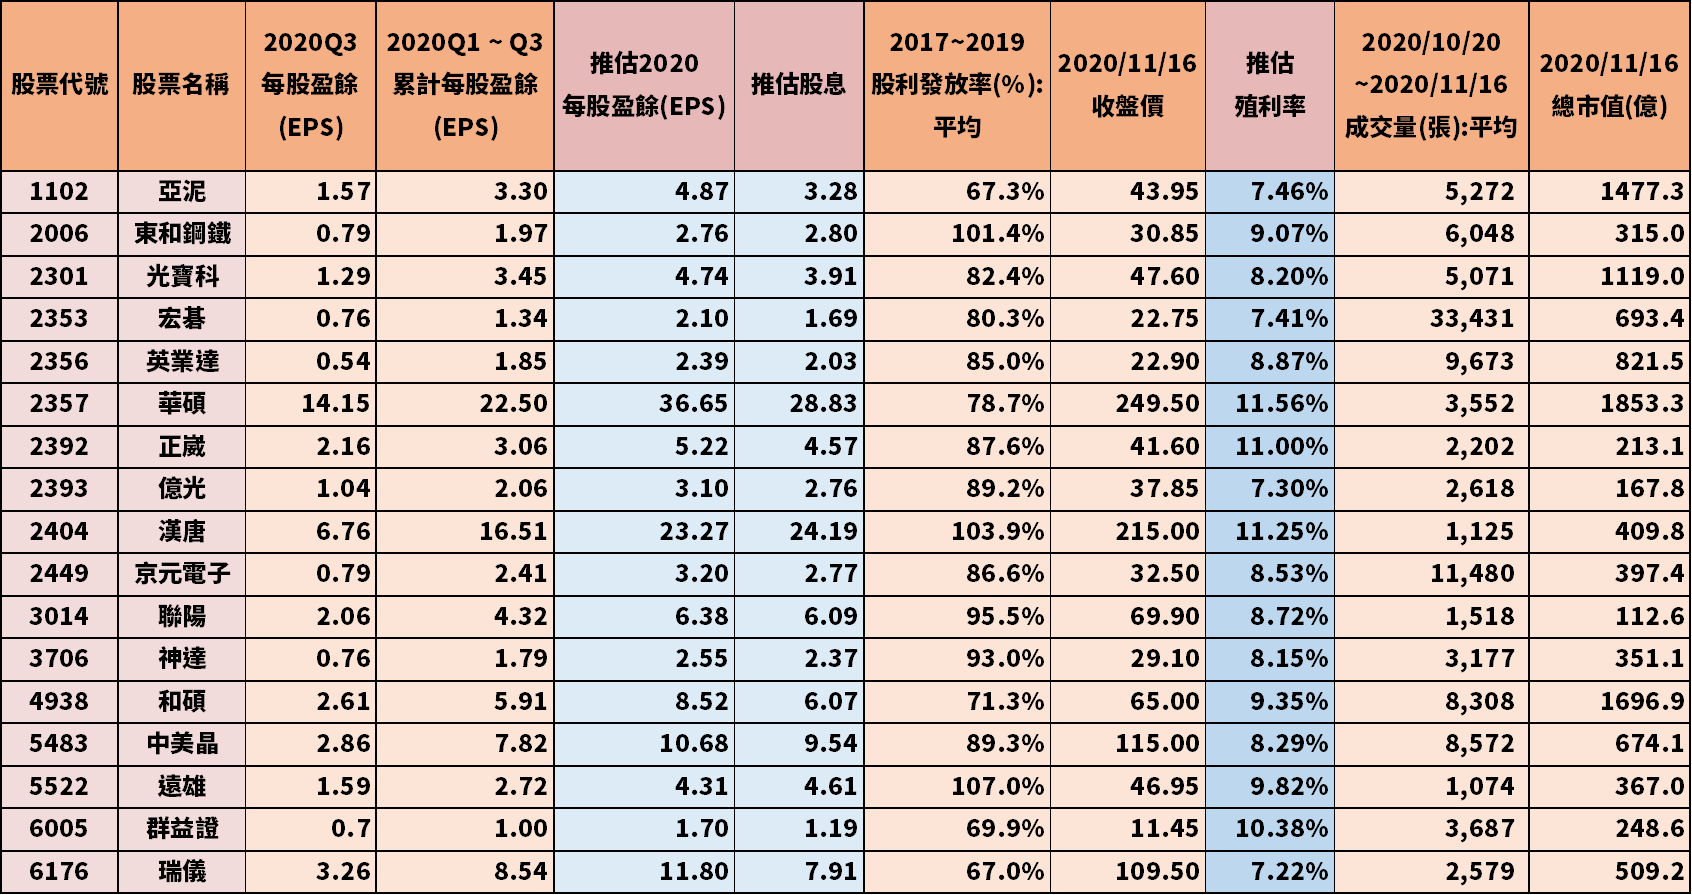 股票代號 股票名稱 2020Q3 每股盈餘 (EPS) 2020Q1 ~ Q3 累計每股盈餘 (EPS) 推估2020 每股盈餘(EPS) 推估股息 2017~2019 股利發放率(%): 平均 2020/11/16 收盤價 推估 殖利率 2020/10/20 ~2020/11/16 成交量(張):平均 2020/11/16 總市值(億)
1102 亞泥 1.57 3.30 4.87 3.28 67.3% 43.95 7.46% 5,272 1477.3
2006 東和鋼鐵 0.79 1.97 2.76 2.80 101.4% 30.85 9.07% 6,048 315.0
2301 光寶科 1.29 3.45 4.74 3.91 82.4% 47.60 8.20% 5,071 1119.0
2353 宏碁 0.76 1.34 2.10 1.69 80.3% 22.75 7.41% 33,431 693.4
2356 英業達 0.54 1.85 2.39 2.03 85.0% 22.90 8.87% 9,673 821.5
2357 華碩 14.15 22.50 36.65 28.83 78.7% 249.50 11.56% 3,552 1853.3
2392 正崴 2.16 3.06 5.22 4.57 87.6% 41.60 11.00% 2,202 213.1
2393 億光 1.04 2.06 3.10 2.76 89.2% 37.85 7.30% 2,618 167.8
2404 漢唐 6.76 16.51 23.27 24.19 103.9% 215.00 11.25% 1,125 409.8
2449 京元電子 0.79 2.41 3.20 2.77 86.6% 32.50 8.53% 11,480 397.4
3014 聯陽 2.06 4.32 6.38 6.09 95.5% 69.90 8.72% 1,518 112.6
3706 神達 0.76 1.79 2.55 2.37 93.0% 29.10 8.15% 3,177 351.1
4938 和碩 2.61 5.91 8.52 6.07 71.3% 65.00 9.35% 8,308 1696.9
5483 中美晶 2.86 7.82 10.68 9.54 89.3% 115.00 8.29% 8,572 674.1
5522 遠雄 1.59 2.72 4.31 4.61 107.0% 46.95 9.82% 1,074 367.0
6005 群益證 0.7 1.00 1.70 1.19 69.9% 11.45 10.38% 3,687 248.6
6176 瑞儀 3.26 8.54 11.80 7.91 67.0% 109.50 7.22% 2,579 509.2